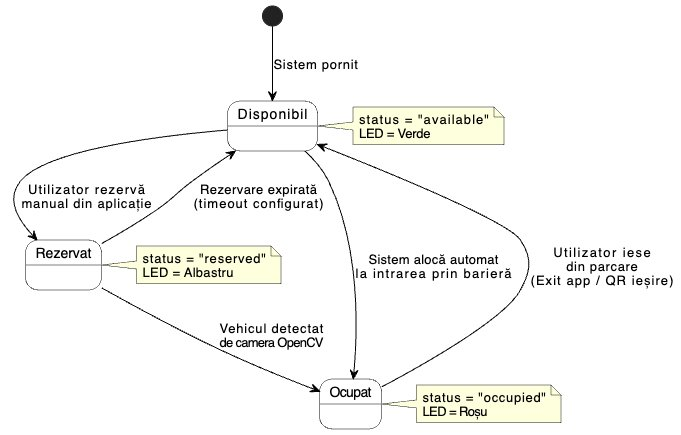 Sistem pornit
Disponibil
status = "available"
LED = Verde
Utilizator rezervă
manual din aplicație
Rezervare expirată
(timeout configurat)
Rezervat
status = "reserved"
LED = Albastru
Sistem alocă automat
la intrarea prin barieră
Utilizator iese
din parcare
(Exit app / QR ieșire)
Vehicul detectat
de camera OpenCV
Ocupat
status = "occupied"
LED = Roșu